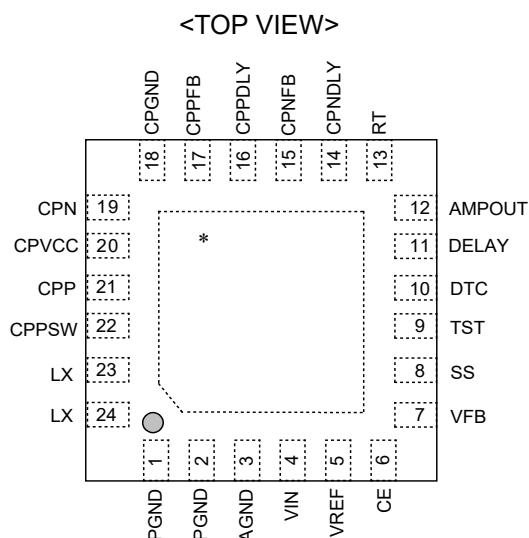 <TOP VIEW>
CPGND
CPPFB
CPPDLY
CPNFB
CPNDLY
RT
18
17
16
15
14
13
CPN 19
12 AMPOUT
CPVCC 20
*
11 DELAY
CPP 21
10 DTC
CPPSW 22
9 TST
LX 23
8 SS
LX 24
7 VFB
1
2
3
4
5
6
PGND
PGND
AGND
VIN
VREF
CE